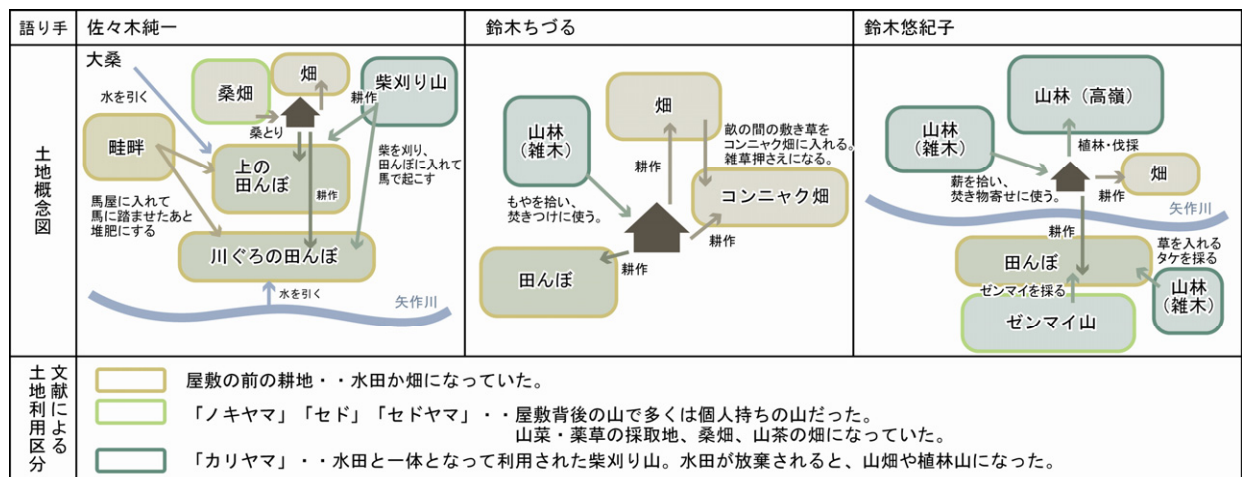 語り手
佐々木純一
鈴木ちづる
鈴木悠紀子
土地概念図
大桑
水を引く
桑畑
桑とり
畑
耕作
柴刈り山
畦畔
上の
田んぼ
耕作
柴を刈り、
田んぼに入れて
馬で起こす
馬屋に入れて
馬に踏ませたあと
堆肥にする
川ぐろの田んぼ
水を引く
矢作川
山林
(雑木)
畑
耕作
畝の間の敷き草を
コンニャク畑に入れる。
雑草押さえになる。
コンニャク畑
もやを拾い、
焚きつけに使う。
耕作
田んぼ
耕作
山林(高嶺)
山林
(雑木)
植林・伐採
畑
薪を拾い、
焚き物寄せに使う。
耕作
矢作川
耕作
田んぼ
草を入れる
タケを採る
ゼンマイを採る
山林
(雑木)
ゼンマイ山
文献による
土地利用区分
屋敷の前の耕地・・水田か畑になっていた。
「ノキヤマ」「セド」「セドヤマ」・・屋敷背後の山で多くは個人持ちの山だった。
山菜・薬草の採取地、桑畑、山茶の畑になっていた。
「カリヤマ」・・水田と一体となって利用された柴刈り山。水田が放棄されると、山畑や植林山になった。